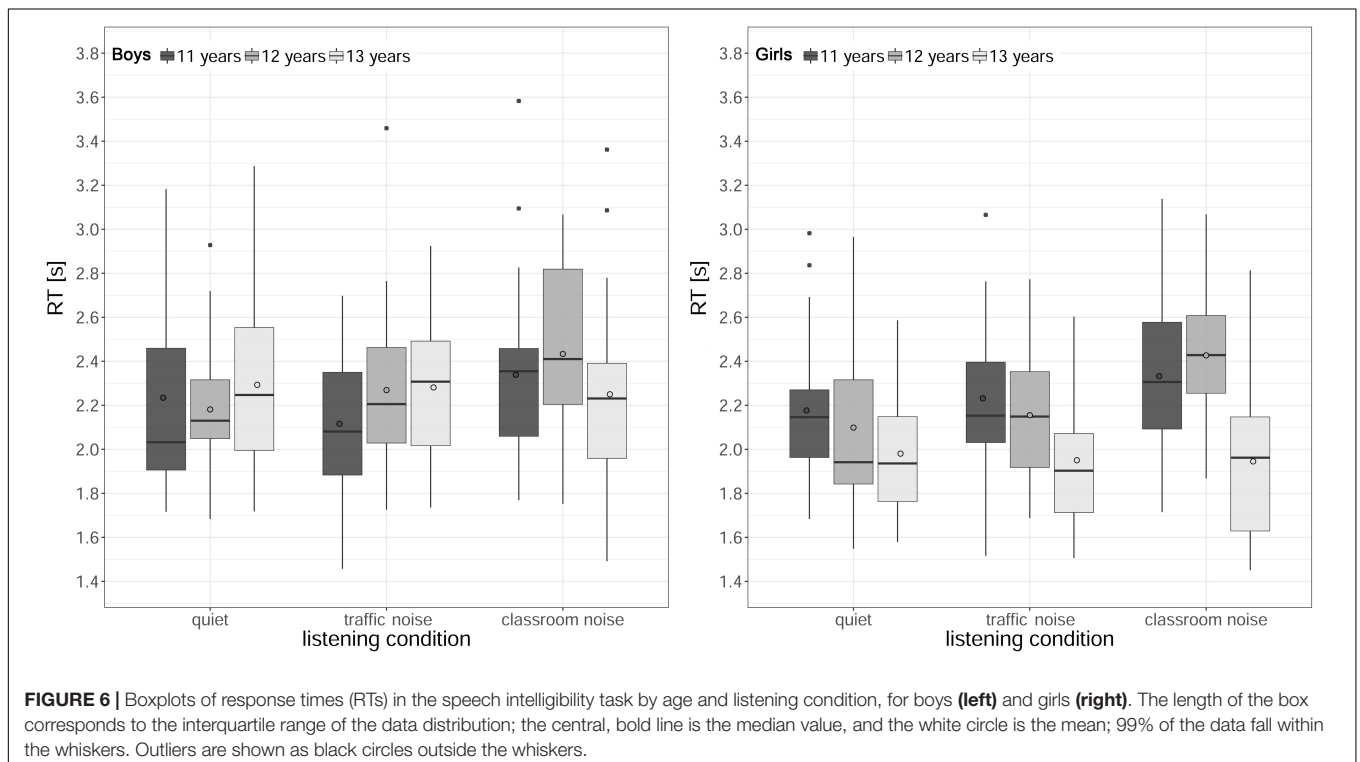 Boys 11 years 12 years 13 years
3.8
3.6
3.4
3.2
3.0
2.8
2.6
2.4
2.2
2.0
1.8
1.6
1.4
RT [s]
quiet traffic noise classroom noise
listening condition
Girls 11 years 12 years 13 years
3.8
3.6
3.4
3.2
3.0
2.8
2.6
2.4
2.2
2.0
1.8
1.6
1.4
RT [s]
quiet traffic noise classroom noise
listening condition
FIGURE 6 | Boxplots of response times (RTs) in the speech intelligibility task by age and listening condition, for boys (left) and girls (right). The length of the box
corresponds to the interquartile range of the data distribution; the central, bold line is the median value, and the white circle is the mean; 99% of the data fall within
the whiskers. Outliers are shown as black circles outside the whiskers.